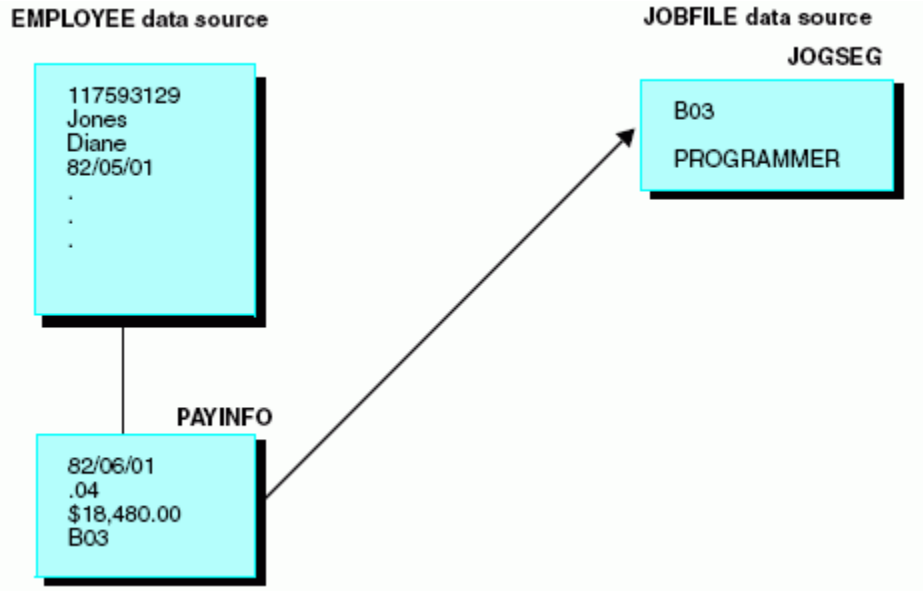 EMPLOYEE data source
117593129
Jones
Diane
82/05/01
.
.
.
PAYINFO
82/06/01
.04
$18,480.00
B03
JOBFILE data source
JOGSEG
B03
PROGRAMMER